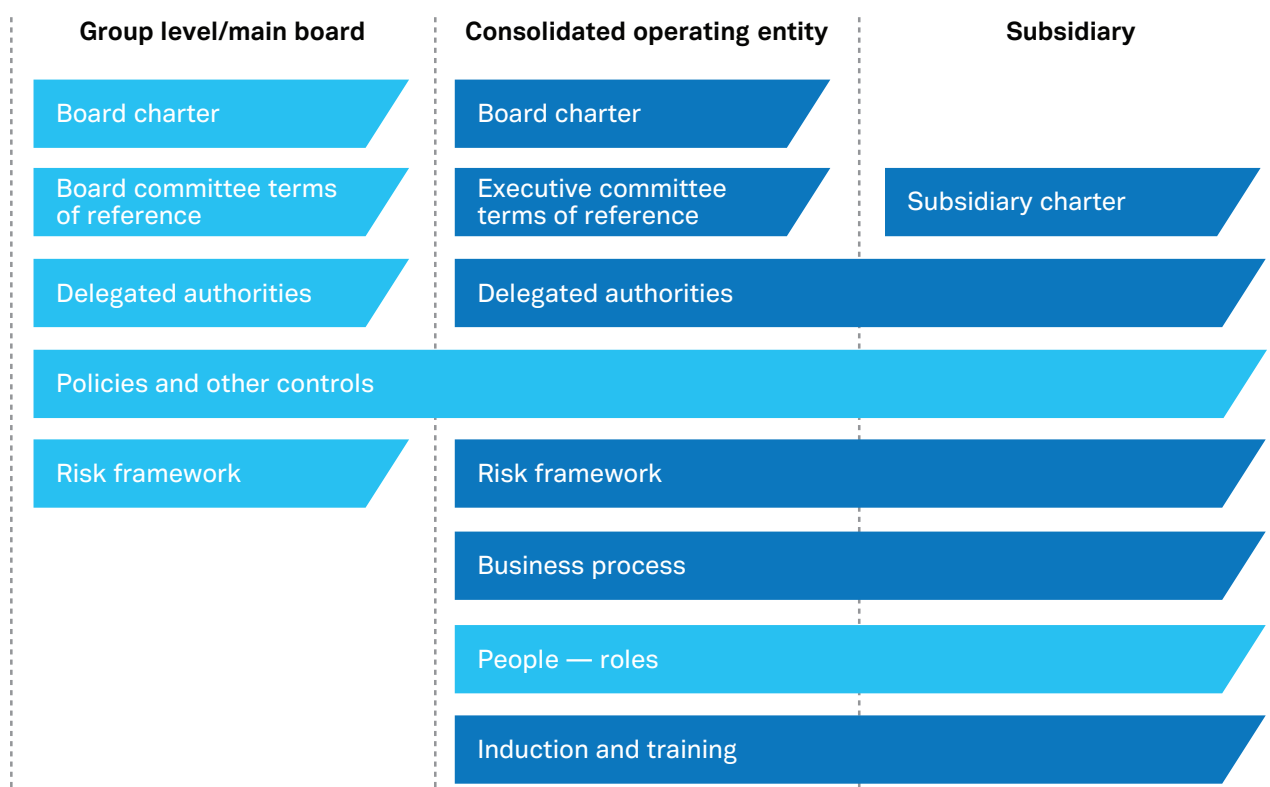 Group level/main board
Consolidated operating entity
Subsidiary
Board charter
Board charter
Board committee terms
of reference
Executive committee
terms of reference
Subsidiary charter
Delegated authorities
Delegated authorities
Policies and other controls
Risk framework
Risk framework
Business process
People — roles
Induction and training